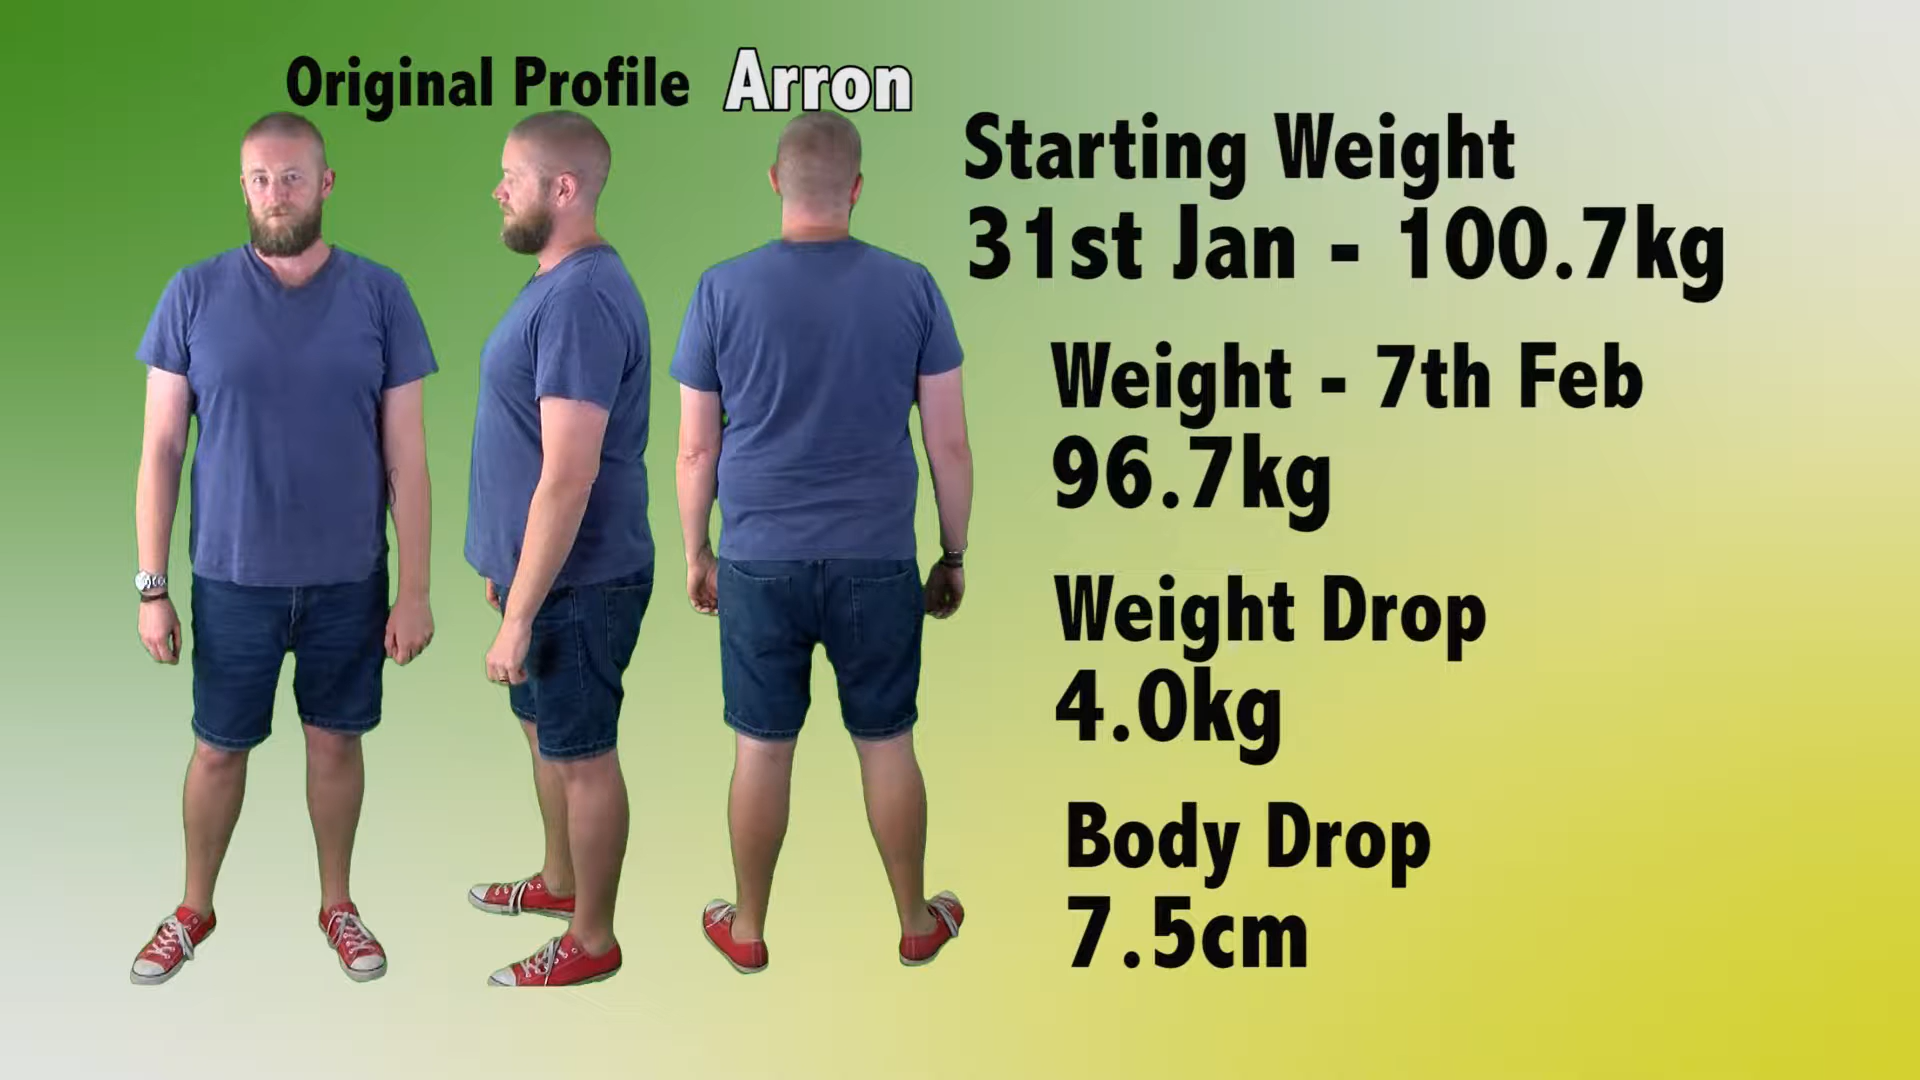 Original Profile Arron
Starting Weight
31st Jan - 100.7kg
Weight - 7th Feb
96.7kg
Weight Drop
4.0kg
Body Drop
7.5cm